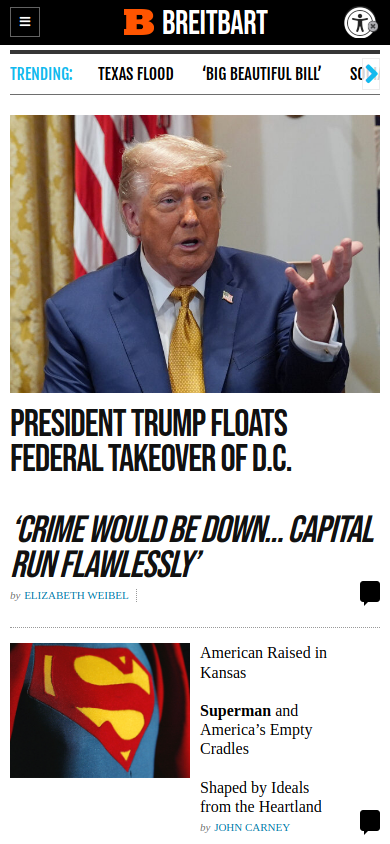 B BREITBART
TRENDING: TEXAS FLOOD ‘BIG BEAUTIFUL BILL’
PRESIDENT TRUMP FLOATS
FEDERAL TAKEOVER OF D.C.
‘CRIME WOULD BE DOWN... CAPITAL
RUN FLAWLESSLY’
by ELIZABETH WEIBEL
American Raised in
Kansas
Superman and
America’s Empty
Cradles
Shaped by Ideals
from the Heartland
by JOHN CARNEY